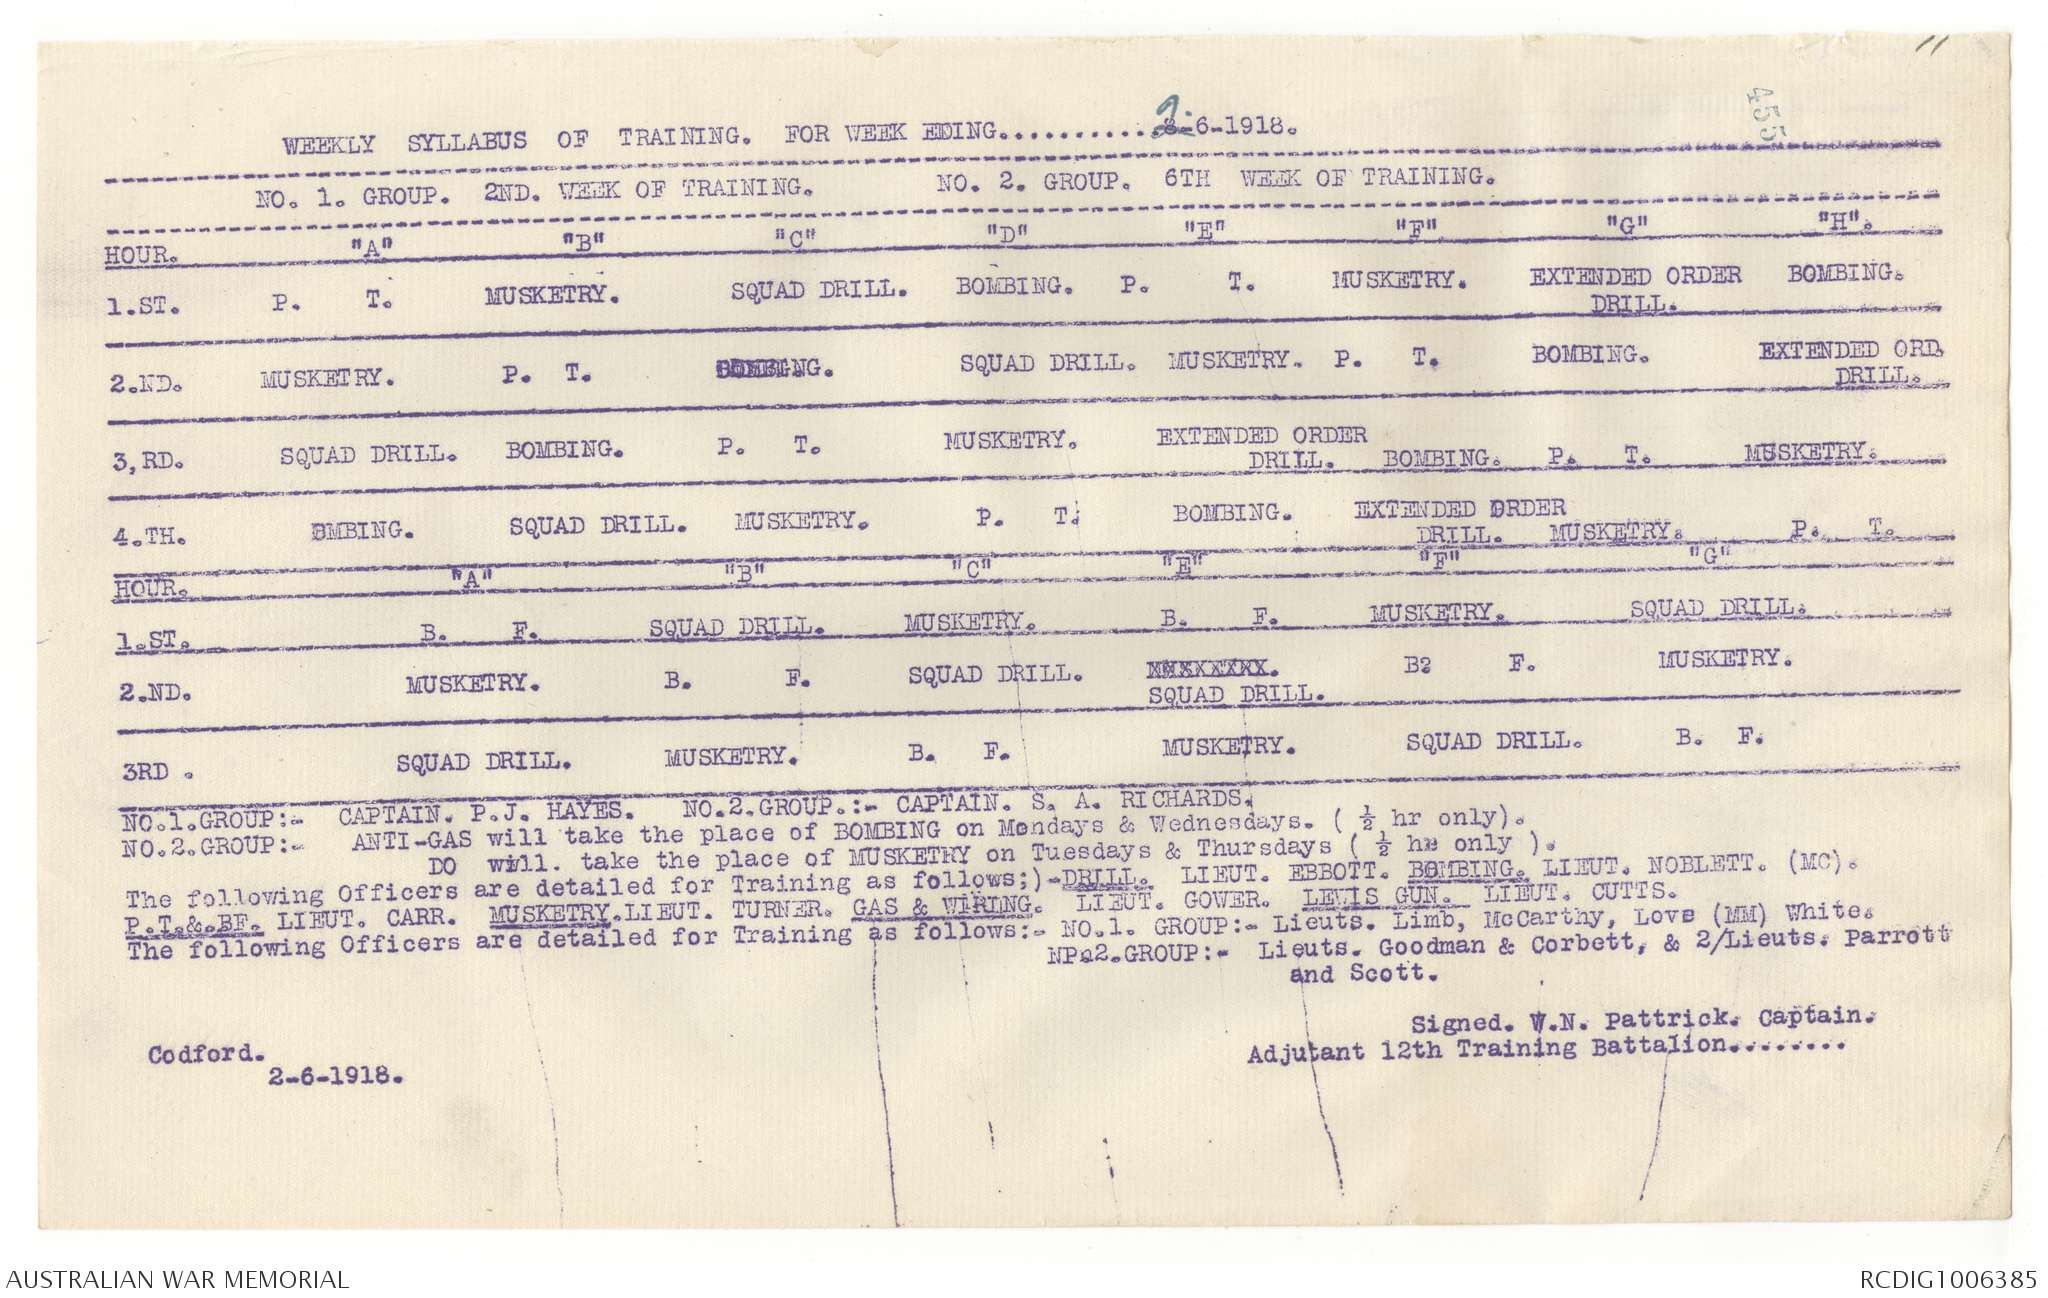 11
455
WEEKLY SYLLABUS OF TRAINING. FOR WEEK EDING...........2-6-1918.
NO. 1. GROUP. 2ND. WEEK OF TRAINING. NO. 2. GROUP. 6TH WEEK OF TRAINING.
HOUR. "A" "B" "C" "D" "E" "F" "G" "H".
1.ST. P. T. MUSKETRY. SQUAD DRILL. BOMBING. P. T. MUSKETRY. EXTENDED ORDER BOMBING.
DRILL.
2.ND. MUSKETRY. P. T. BOMBING. SQUAD DRILL. MUSKETRY. P. T. BOMBING. EXTENDED ORD.
DRILL.
3,RD. SQUAD DRILL. BOMBING. P. T. MUSKETRY. EXTENDED ORDER
DRILL. BOMBING. P. T. MUSKETRY.
4.TH. BMBING. SQUAD DRILL. MUSKETRY. P. T. BOMBING. EXTENDED ORDER
DRILL. MUSKETRY. P. T.
HOUR. "A" "B" "C" "E" "F" "G"
1.ST. B. F. SQUAD DRILL. MUSKETRY. B. F. MUSKETRY. SQUAD DRILL.
2.ND. MUSKETRY. B. F. SQUAD DRILL. B? F. MUSKETRY.
SQUAD DRILL.
3RD . SQUAD DRILL. MUSKETRY. B. F. MUSKETRY. SQUAD DRILL. B. F.
NO.1.GROUP:- CAPTAIN. P.J. HAYES. NO.2.GROUP.:- CAPTAIN. S. A. RICHARDS.
NO.2.GROUP:- ANTI-GAS will take the place of BOMBING on Mondays & Wednesdays. ( ½ hr only).
DO will. take the place of MUSKETRY on Tuesdays & Thursdays ( ½ hr only ).
The following Officers are detailed for Training as follows;)-DRILL. LIEUT. EBBOTT. BOMBING. LIEUT. NOBLETT. (MC).
P.T.&.BF. LIEUT. CARR. MUSKETRY.LIEUT. TURNER. GAS & WIRING. LIEUT. GOWER. LEWIS GUN. LIEUT. CUTTS.
The following Officers are detailed for Training as follows:- NO.1. GROUP:- Lieuts. Limb, McCarthy, Love (MM) White.
NP.2.GROUP:- Lieuts. Goodman & Corbett, & 2/Lieuts. Parrott
and Scott.
Signed. W.N. Pattrick. Captain.
Adjutant 12th Training Battalion........
Codford.
2-6-1918.
AUSTRALIAN WAR MEMORIAL
RCDIG1006385